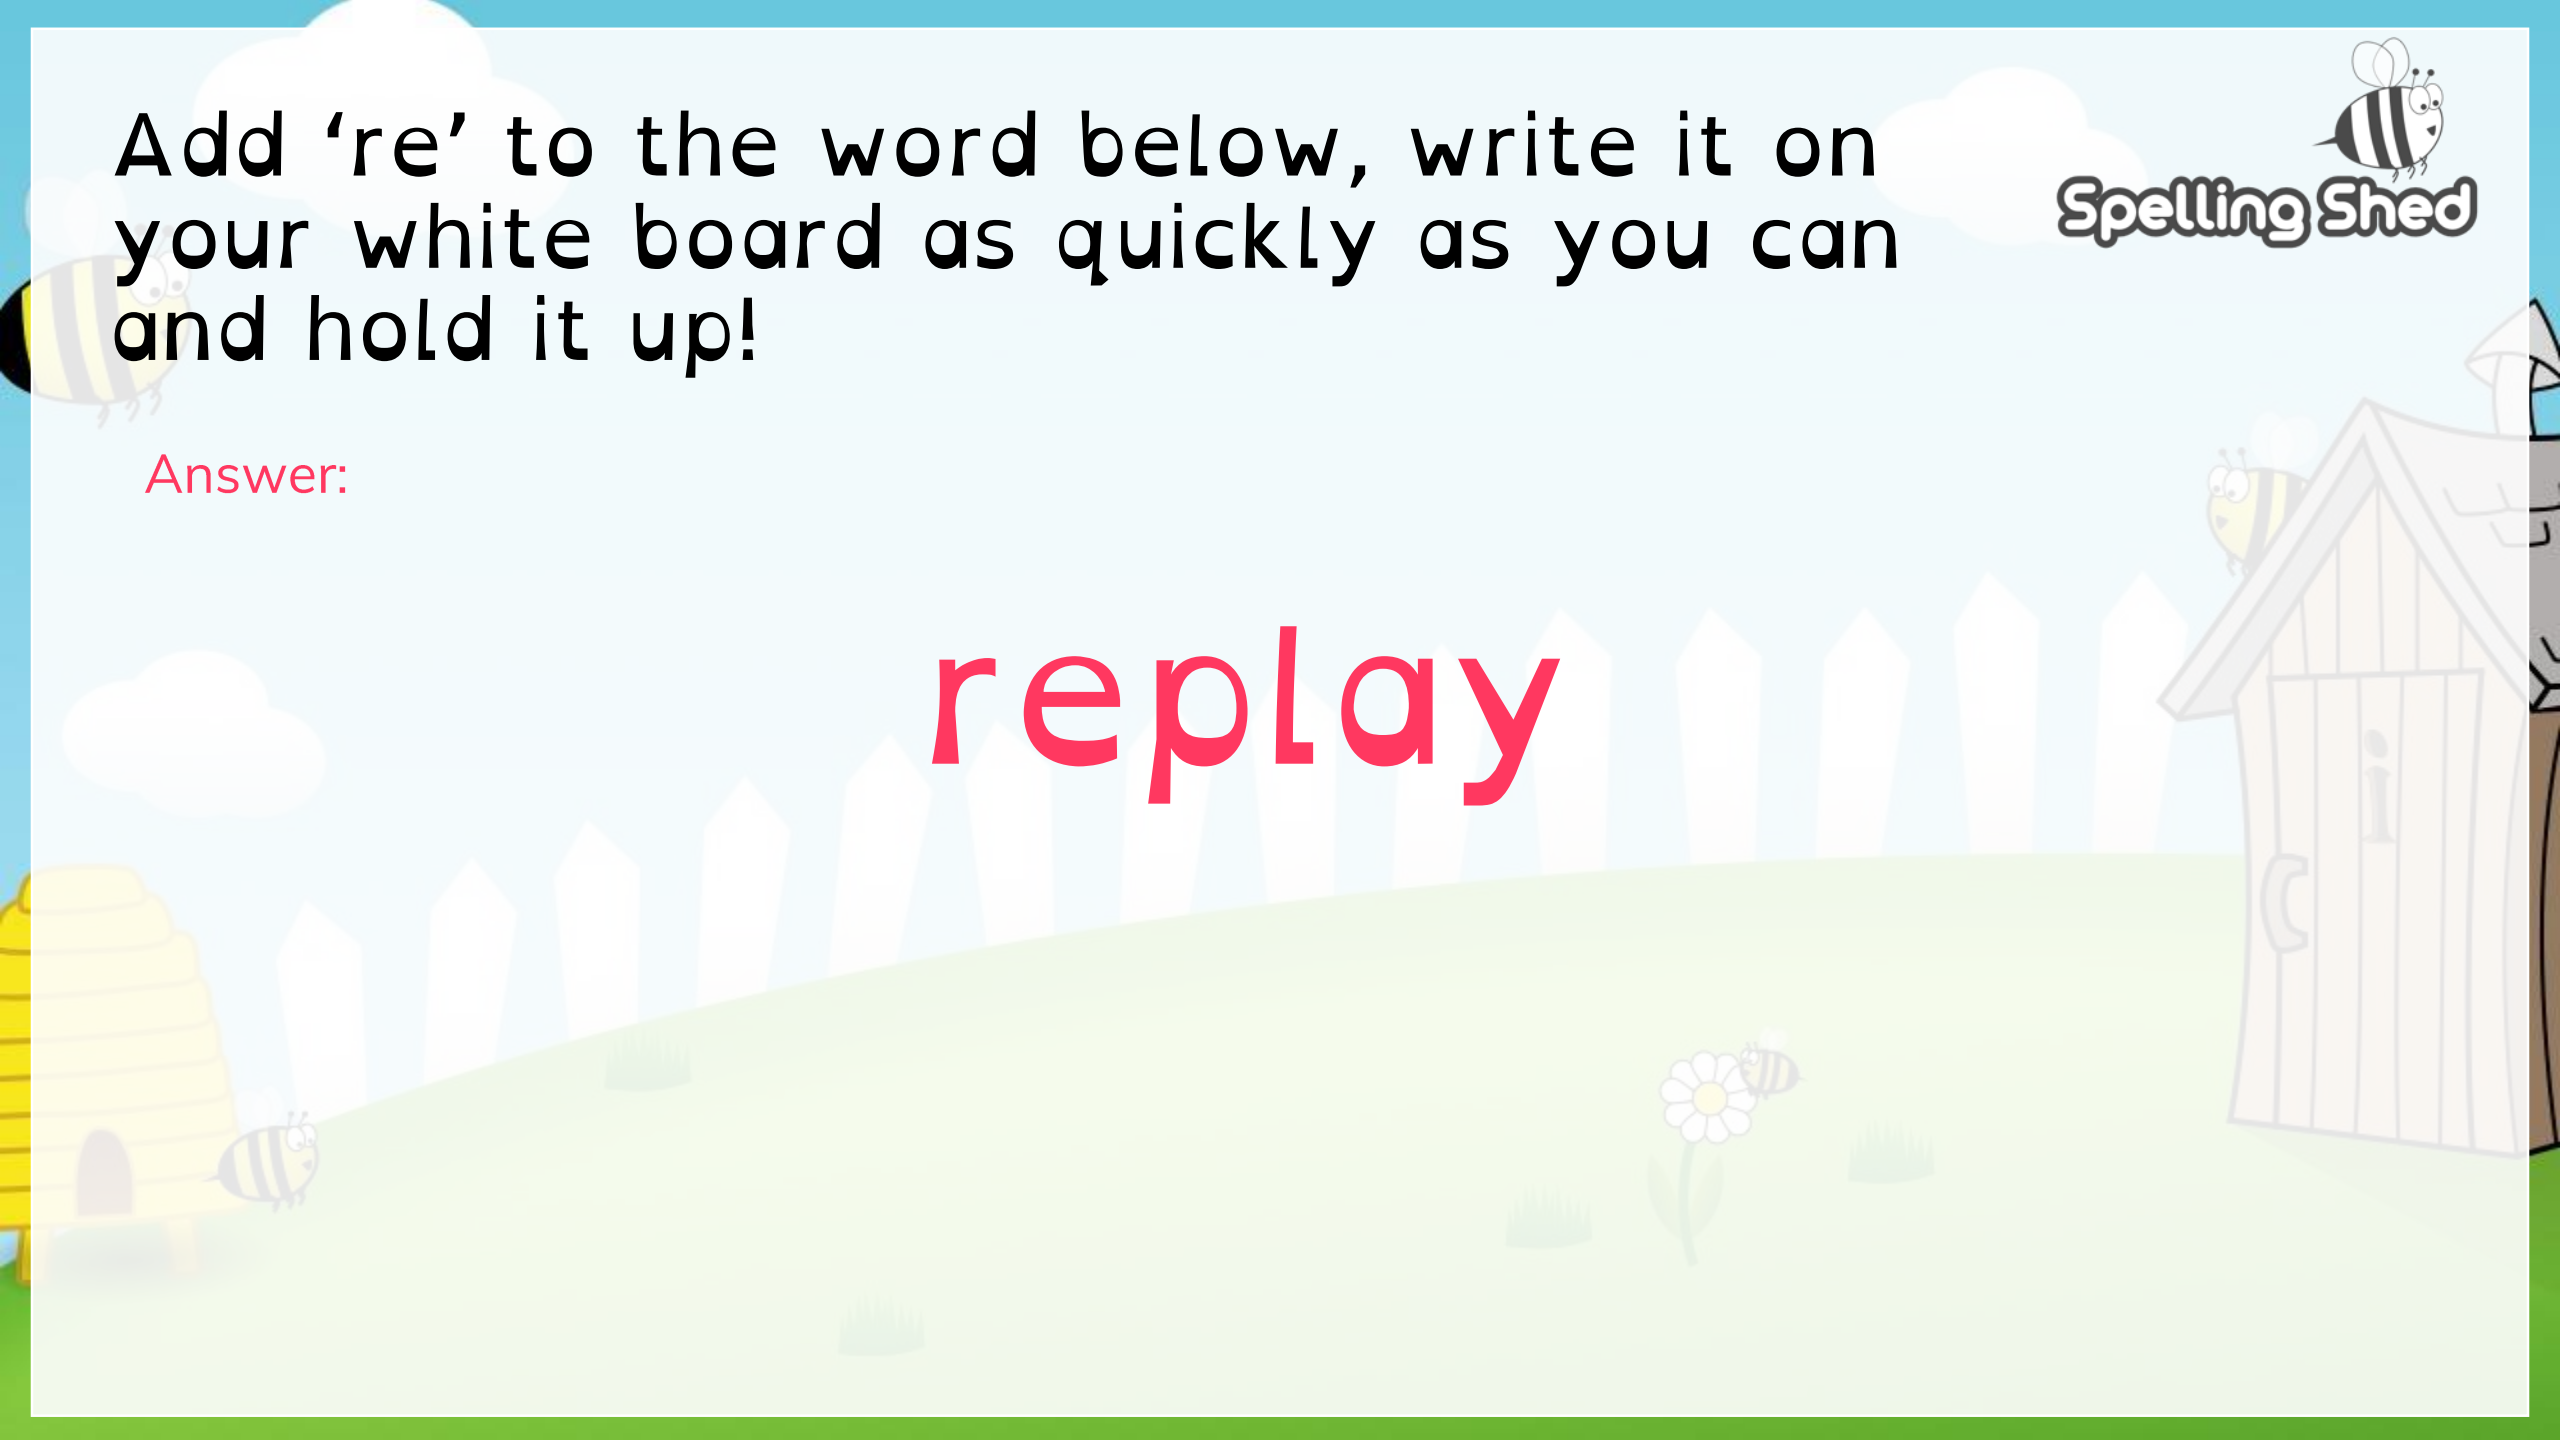 Add ‘re’ to the word below, write it on
your white board as quickly as you can
and hold it up!
Spelling Shed
Answer:
replay